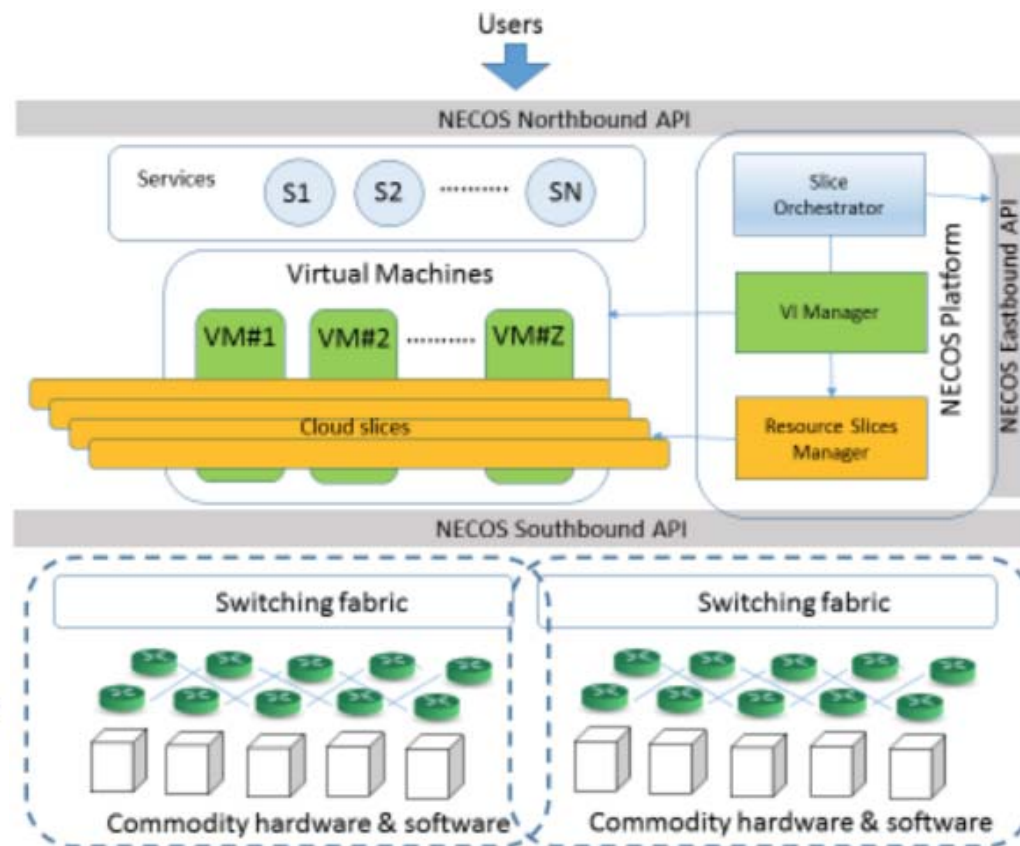 Users
NECOS Northbound API
Services
S1
S2
..........
SN
Slice
Orchestrator
NECOS Eastbound API
NECOS Platform
Virtual Machines
VI Manager
VM#1
VM#2
..........
VM#Z
Cloud slices
Resource Slices
Manager
NECOS Southbound API
Switching fabric
Switching fabric
Commodity hardware & software
Commodity hardware & software